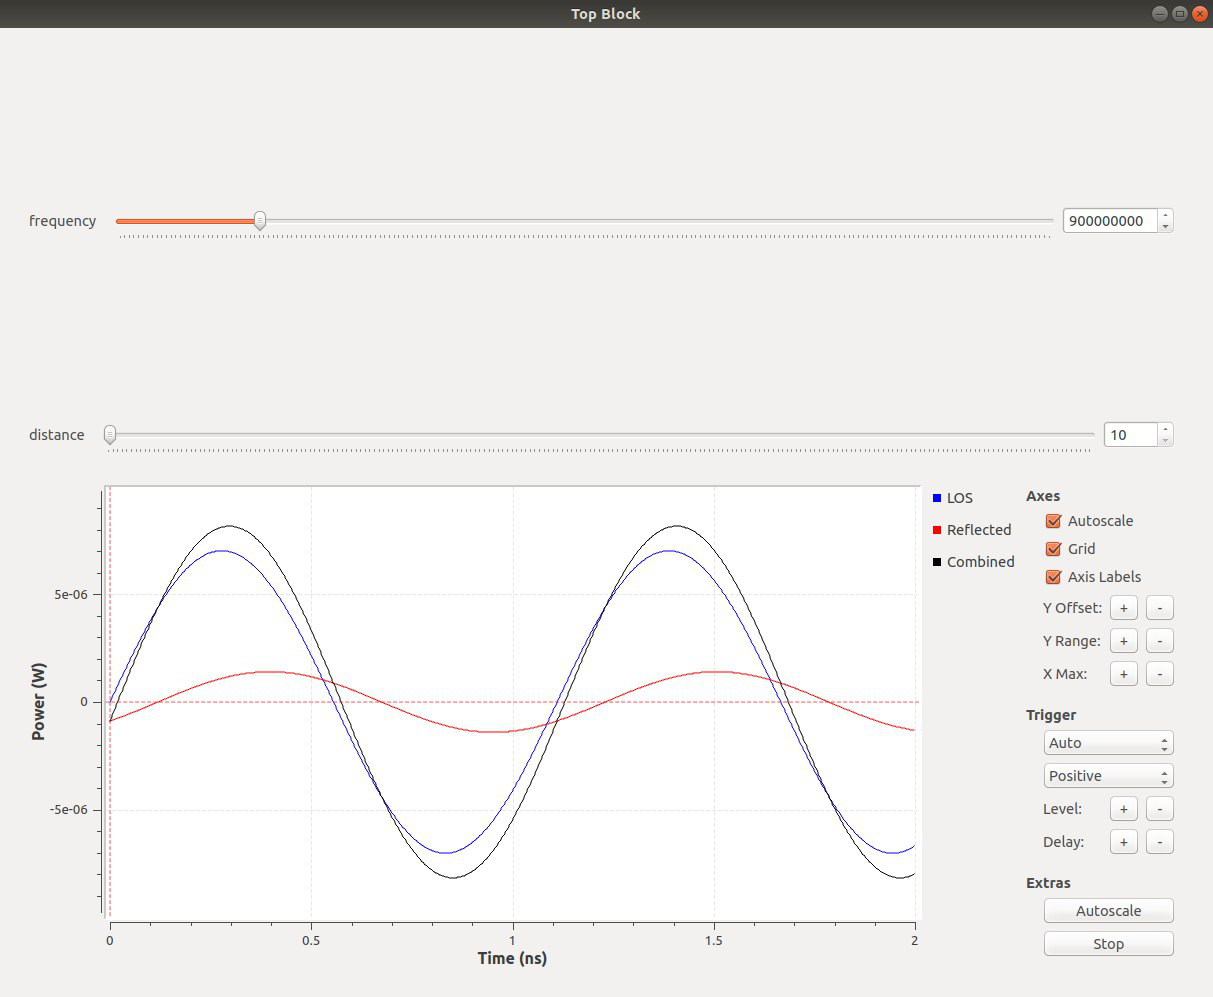 Top Block
frequency
900000000
distance
10
LOS
Reflected
Combined
Axes
Autoscale
Grid
Axis Labels
Y Offset: + -
Y Range: + -
X Max: + -
Trigger
Auto
Positive
Level: + -
Delay: + -
Extras
Autoscale
Stop
5e-06
0
-5e-06
Power (W)
0 0.5 1 1.5 2
Time (ns)